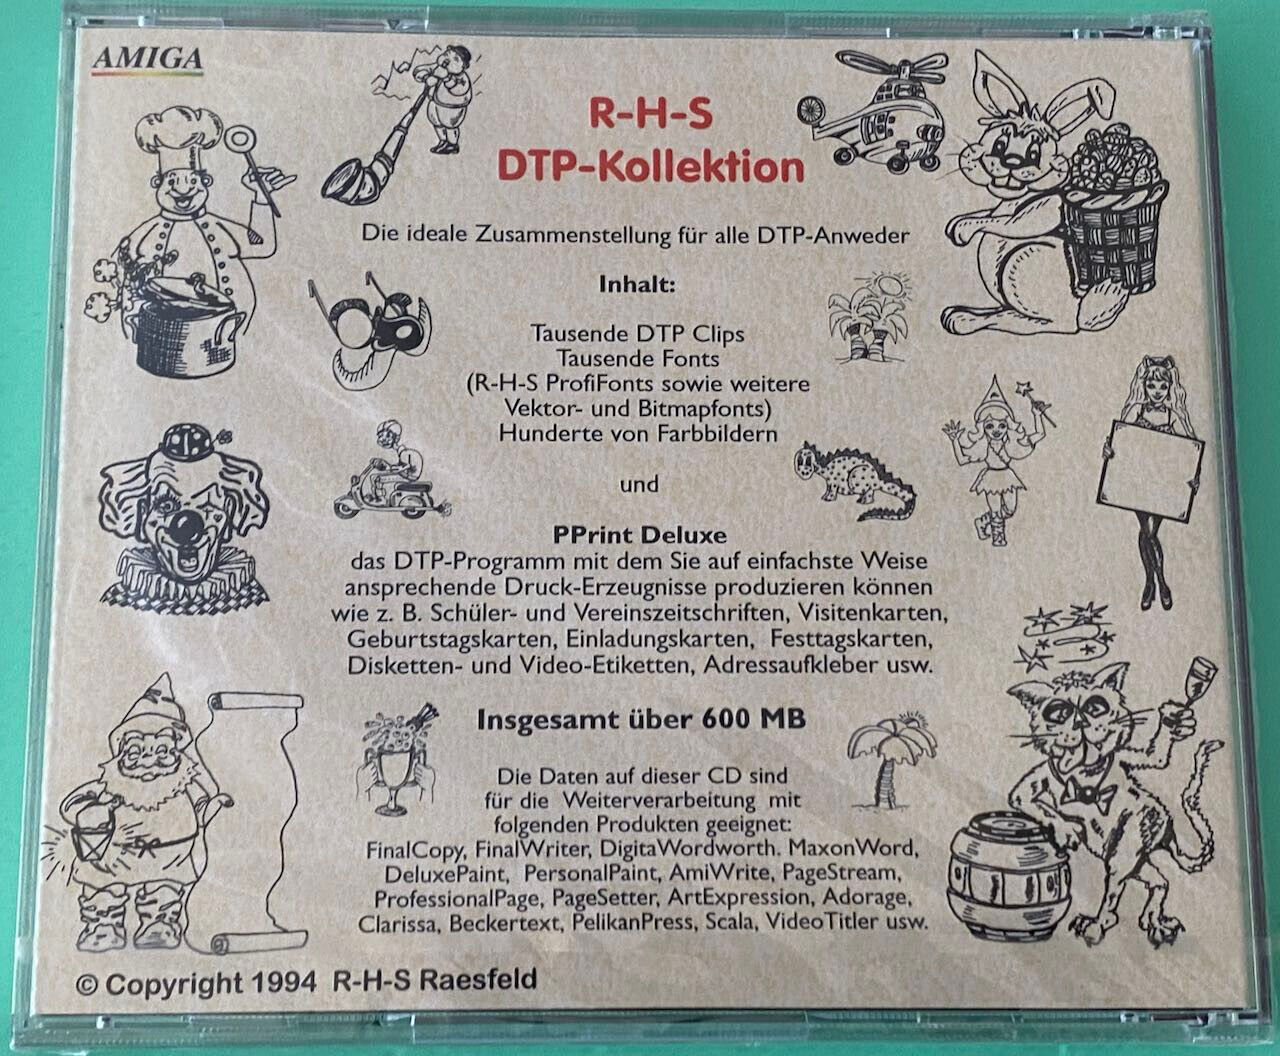 AMIGA
R-H-S
DTP-Kollektion
Die ideale Zusammenstellung für alle DTP-Anweder
Inhalt:
Tausende DTP Clips
Tausende Fonts
(R-H-S ProfiFonts sowie weitere
Vektor- und Bitmapfonts)
Hunderte von Farbbildern
und
PPrint Deluxe
das DTP-Programm mit dem Sie auf einfachste Weise
ansprechende Druck-Erzeugnisse produzieren können
wie z. B. Schüler- und Vereinszeitschriften, Visitenkarten,
Geburtstagskarten, Einladungskarten, Festtagskarten,
Disketten- und Video-Etiketten, Adressaufkleber usw.
Insgesamt über 600 MB
Die Daten auf dieser CD sind
für die Weiterverarbeitung mit
folgenden Produkten geeignet:
FinalCopy, FinalWriter, DigitaWordworth. MaxonWord,
DeluxePaint, PersonalPaint, AmiWrite, PageStream,
ProfessionalPage, PageSetter, ArtExpression, Adorage,
Clarissa, Beckertext, PelikanPress, Scala, VideoTitler usw.
© Copyright 1994 R-H-S Raesfeld